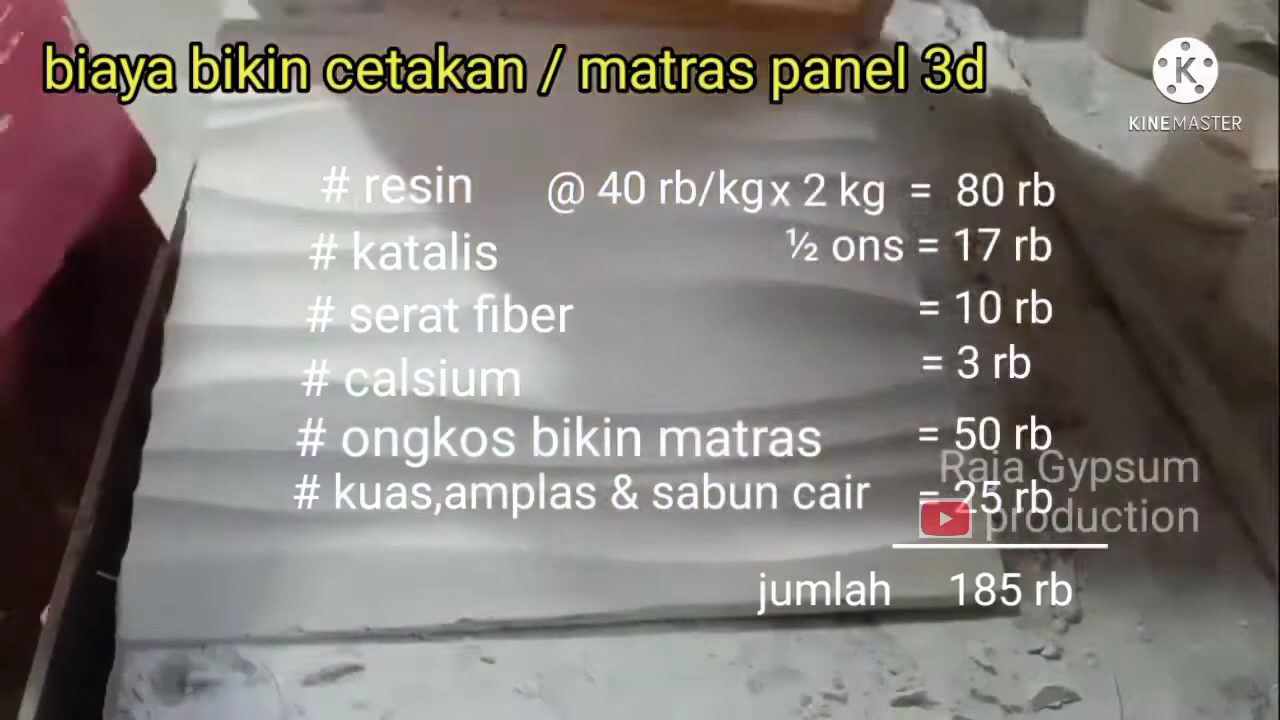 biaya bikin cetakan / matras panel 3d
KINEMASTER
# resin @ 40 rb/kg x 2 kg = 80 rb
# katalis ½ ons = 17 rb
# serat fiber = 10 rb
# calsium = 3 rb
# ongkos bikin matras = 50 rb
Raja Gypsum
# kuas,amplas & sabun cair = 25 rb
production
jumlah 185 rb